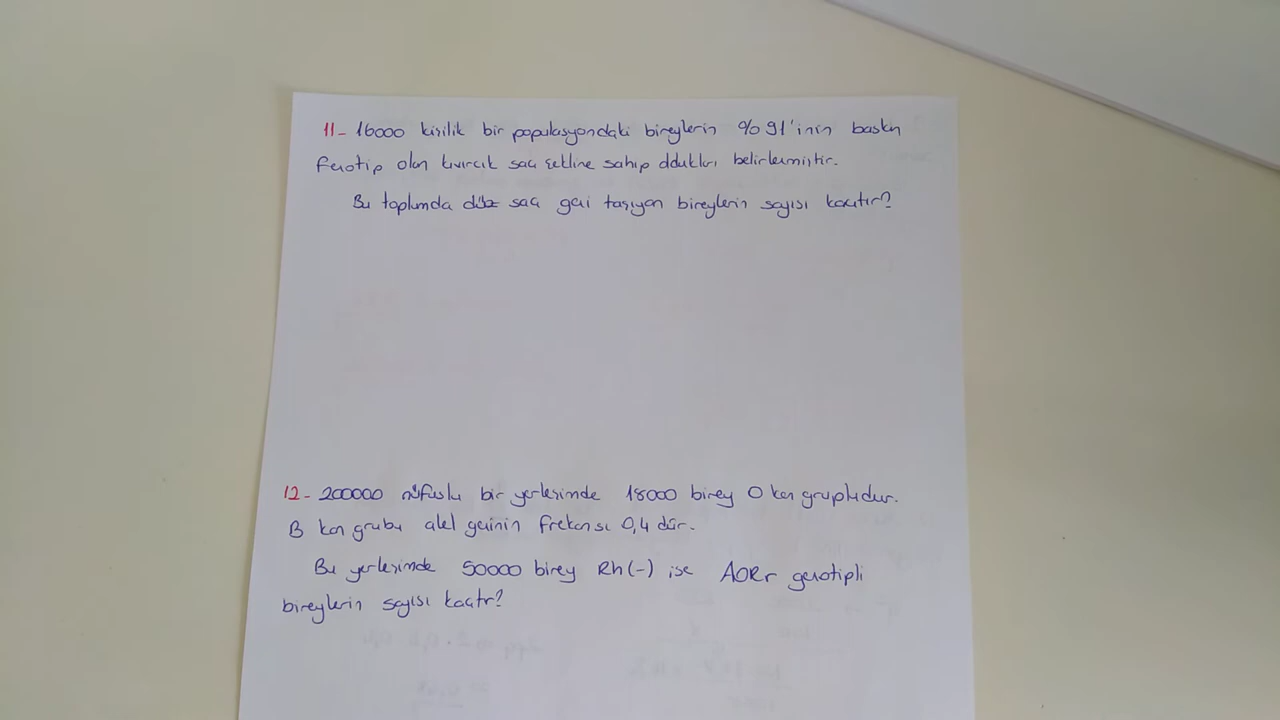 11- 16000 kişilik bir populasyondaki bireylerin %91'inin baskın
fenotip olan kıvırcık saç şekline sahip oldukları belirlenmiştir.
Bu toplumda düz saç geni taşıyan bireylerin sayısı kaçtır?
12- 200000 nüfuslu bir yerleşimde 18000 birey 0 kan grupludur.
B kan grubu alel geninin frekansı 0,4 dür.
Bu yerleşimde 50000 birey Rh(-) ise AORr genotipli
bireylerin sayısı kaçtır?